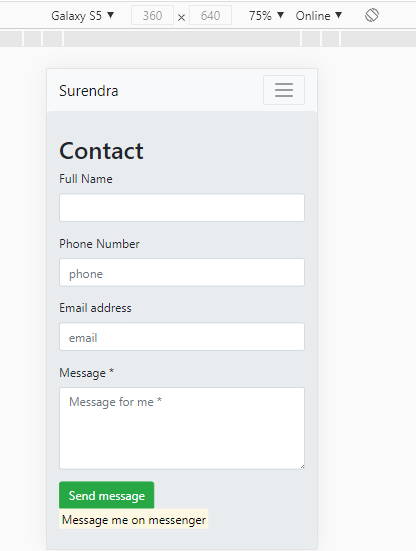 Galaxy S5 ▼ 360 × 640 75% ▼ Online ▼
Surendra
Contact
Full Name
Phone Number
phone
Email address
email
Message *
Message for me *
Send message
Message me on messenger